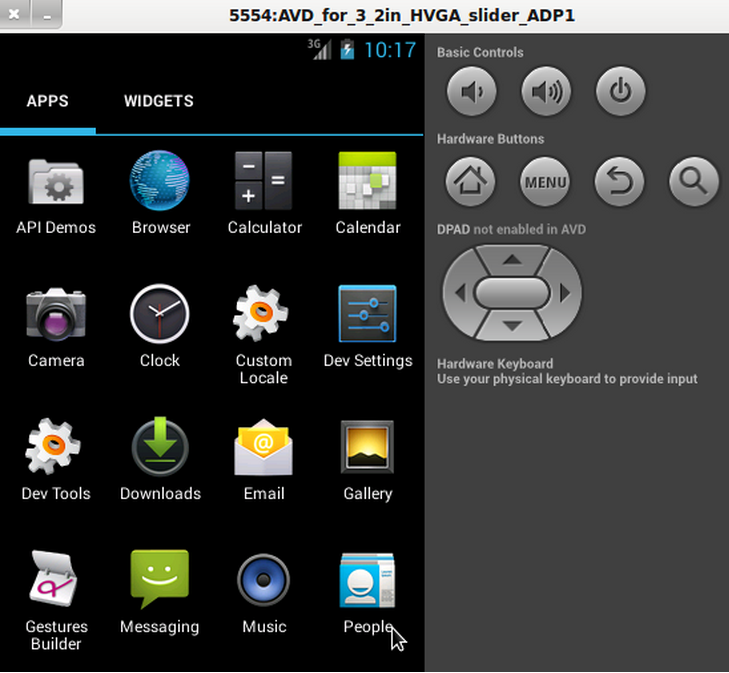 5554:AVD_for_3_2in_HVGA_slider_ADP1
3G 10:17
APPS WIDGETS
API Demos Browser Calculator Calendar
Camera Clock Custom Locale Dev Settings
Dev Tools Downloads Email Gallery
Gestures Builder Messaging Music People
Basic Controls
Hardware Buttons
MENU
DPAD not enabled in AVD
Hardware Keyboard
Use your physical keyboard to provide input